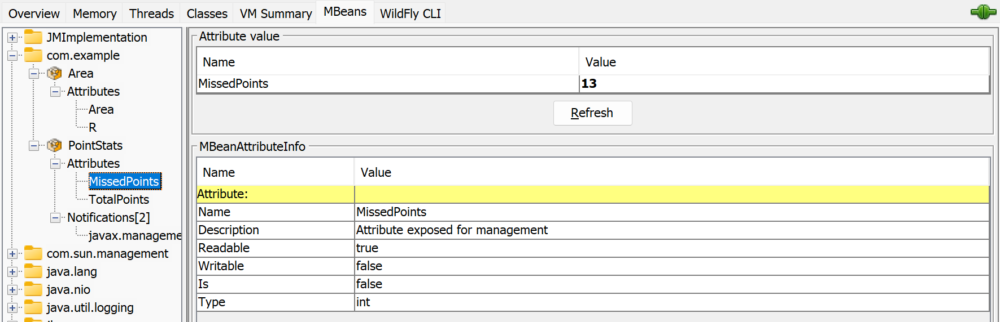 Overview Memory Threads Classes VM Summary MBeans WildFly CLI
JMImplementation
com.example
Area
Attributes
Area
R
PointStats
Attributes
MissedPoints
TotalPoints
Notifications[2]
javax.manageme
com.sun.management
java.lang
java.nio
java.util.logging
Attribute value
Name Value
MissedPoints 13
Refresh
MBeanAttributeInfo
Name Value
Attribute:
Name MissedPoints
Description Attribute exposed for management
Readable true
Writable false
Is false
Type int